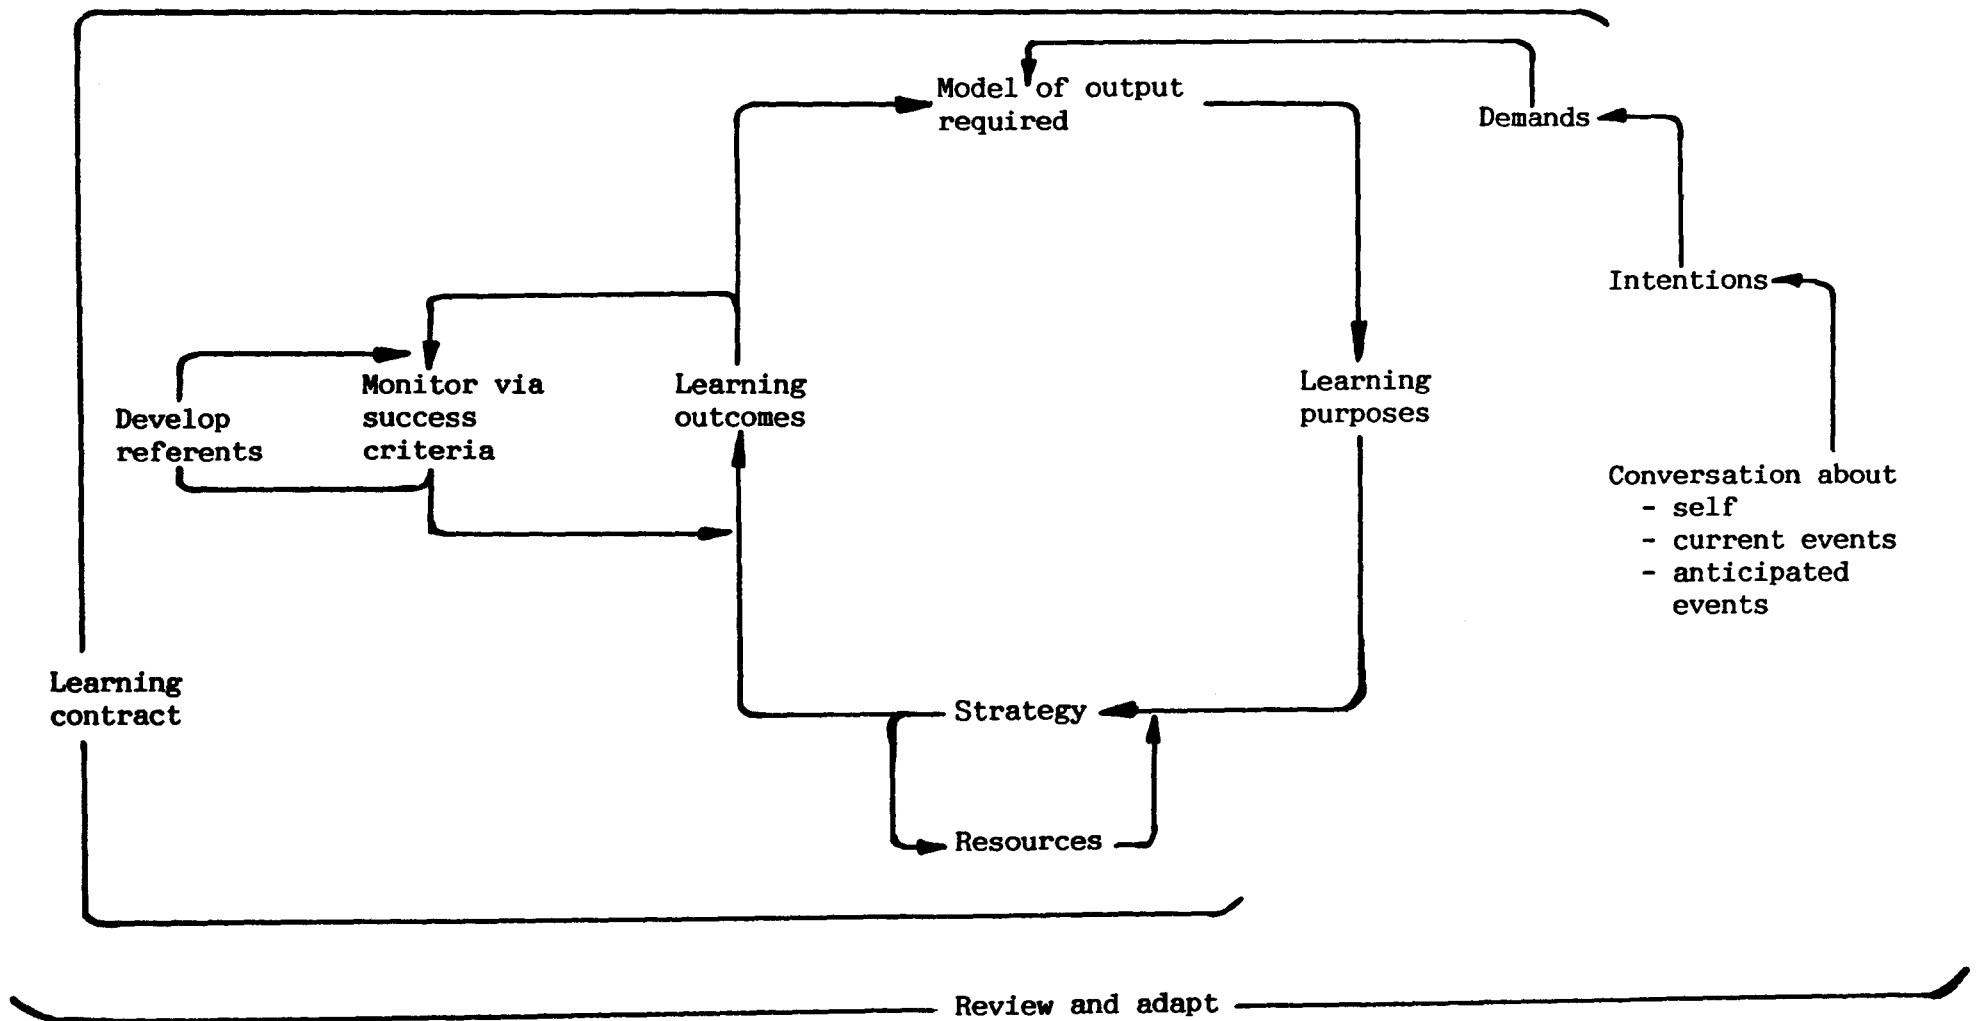 Model of output
required
Demands
Intentions
Monitor via
success
criteria
Learning
outcomes
Learning
purposes
Develop
referents
Conversation about
- self
- current events
- anticipated
events
Learning
contract
Strategy
Resources
Review and adapt